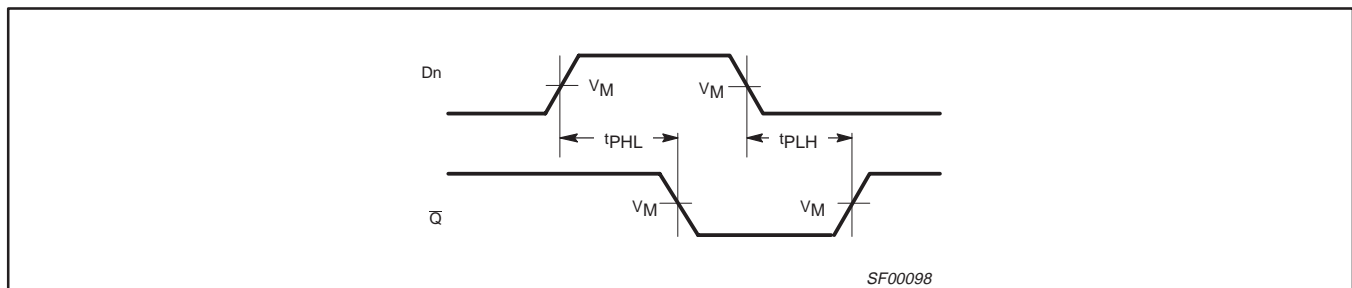 Dn
VM VM
tPHL tPLH
VM VM
Q̅
SF00098